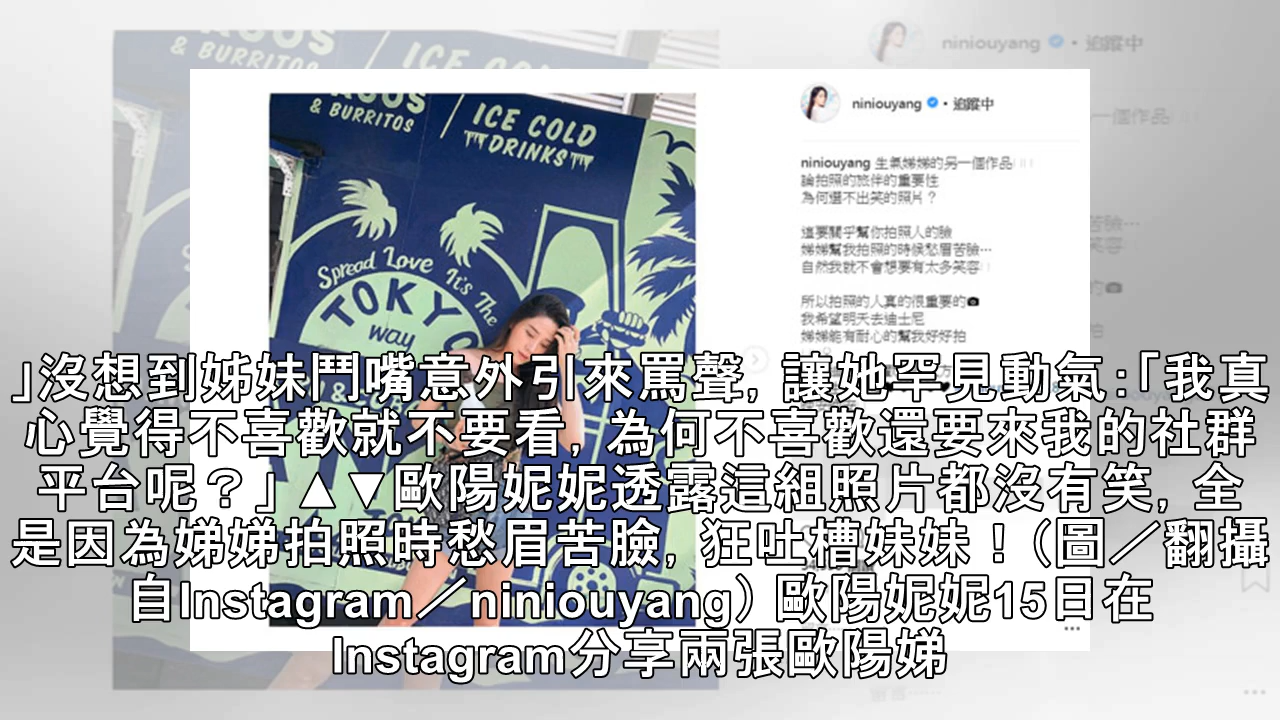 TACOS
& BURRITOS
ICE COLD
DRINKS
Spread Love It's The
TOKYO
way
niniouyang • 追蹤中
niniouyang 生氣娣娣的另一個作品
論拍照的旅伴的重要性
為何選不出笑的照片？
這要關乎幫你拍照人的臉
娣娣幫我拍照的時候愁眉苦臉…
自然我就不會想要有太多笑容
所以拍照的人真的很重要的
我希望明天去迪士尼
娣娣能有耐心的幫我好好拍
」沒想到姊妹鬥嘴意外引來罵聲，讓她罕見動氣：「我真
心覺得不喜歡就不要看，為何不喜歡還要來我的社群
平台呢？」▲▼歐陽妮妮透露這組照片都沒有笑，全
是因為娣娣拍照時愁眉苦臉，狂吐槽妹妹！（圖／翻攝
自Instagram／niniouyang）歐陽妮妮15日在
Instagram分享兩張歐陽娣